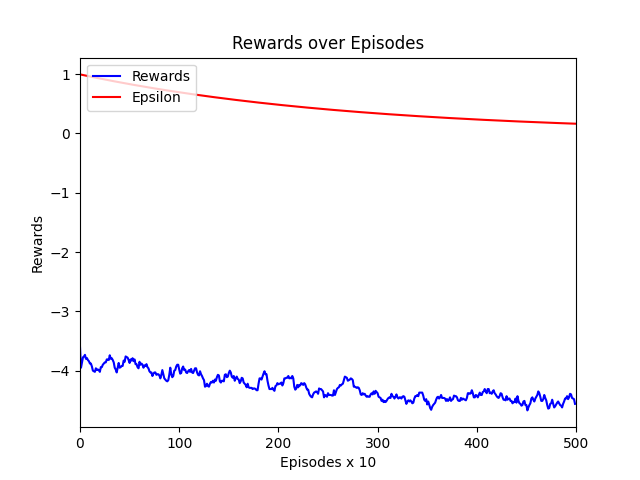 Rewards over Episodes
Rewards
Epsilon
1
0
−1
−2
−3
−4
Rewards
0 100 200 300 400 500
Episodes x 10